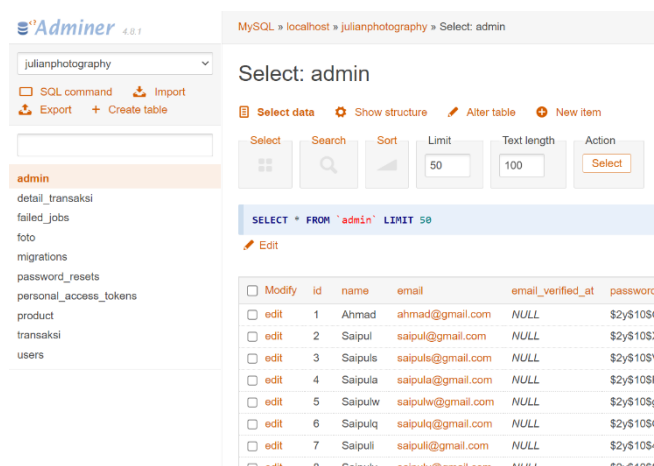 Adminer 4.8.1
MySQL » localhost » julianphotography » Select: admin
julianphotography
SQL command Import
Export + Create table
Select: admin
Select data Show structure Alter table New item
Select Search Sort Limit Text length Action
50 100 Select
SELECT * FROM `admin` LIMIT 50
Edit
admin
detail_transaksi
failed_jobs
foto
migrations
password_resets
personal_access_tokens
product
transaksi
users
Modify id name email email_verified_at password
edit 1 Ahmad ahmad@gmail.com NULL $2y$10$
edit 2 Saipul saipul@gmail.com NULL $2y$10$
edit 3 Saipuls saipuls@gmail.com NULL $2y$10$
edit 4 Saipula saipula@gmail.com NULL $2y$10$
edit 5 Saipulw saipulw@gmail.com NULL $2y$10$
edit 6 Saipulq saipulq@gmail.com NULL $2y$10$
edit 7 Saipuli saipuli@gmail.com NULL $2y$10$